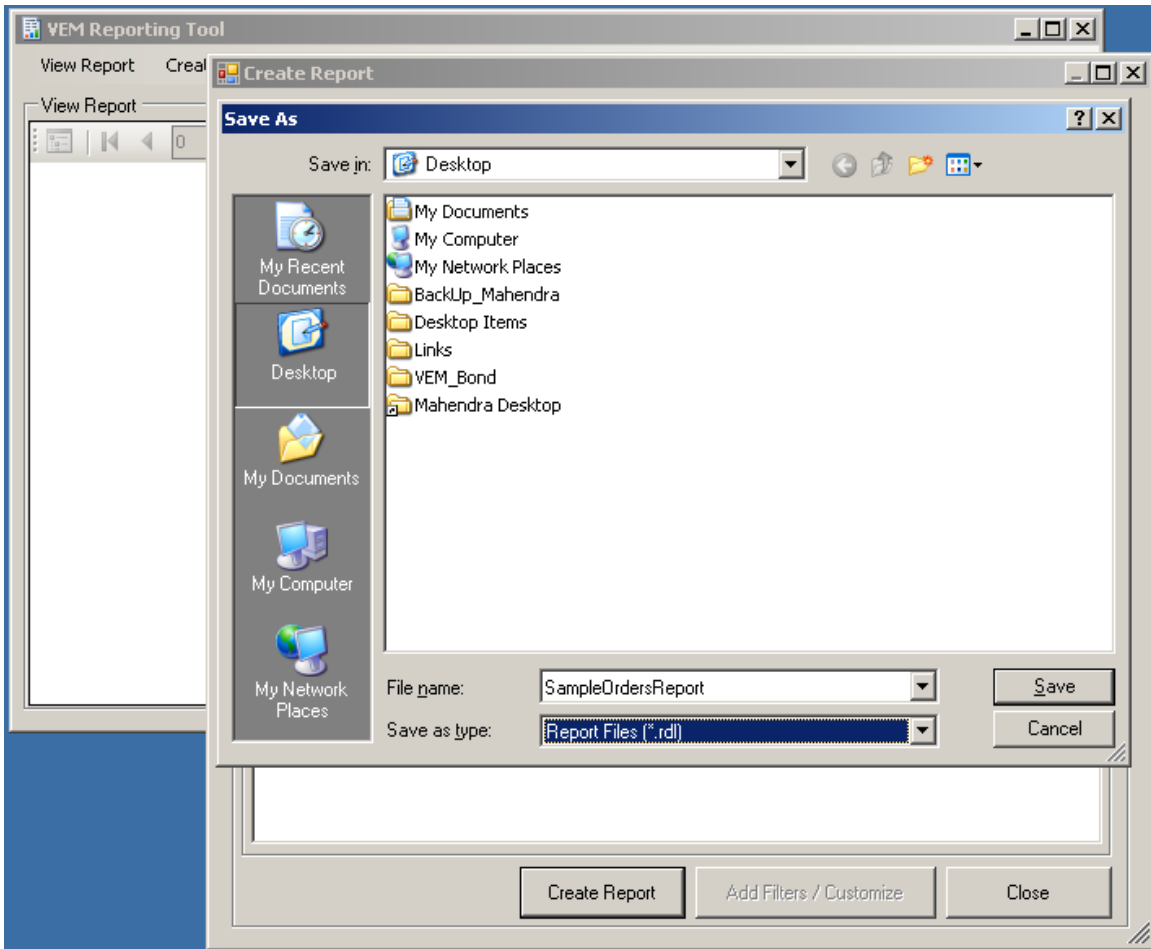 VEM Reporting Tool
View Report
Create Report
View Report
0
Save As
Save in: Desktop
My Recent
Documents
Desktop
My Documents
My Computer
My Network
Places
My Documents
My Computer
My Network Places
BackUp_Mahendra
Desktop Items
Links
VEM_Bond
Mahendra Desktop
File name: SampleOrdersReport Save
Save as type: Report Files (*.rdl) Cancel
Create Report Add Filters / Customize Close